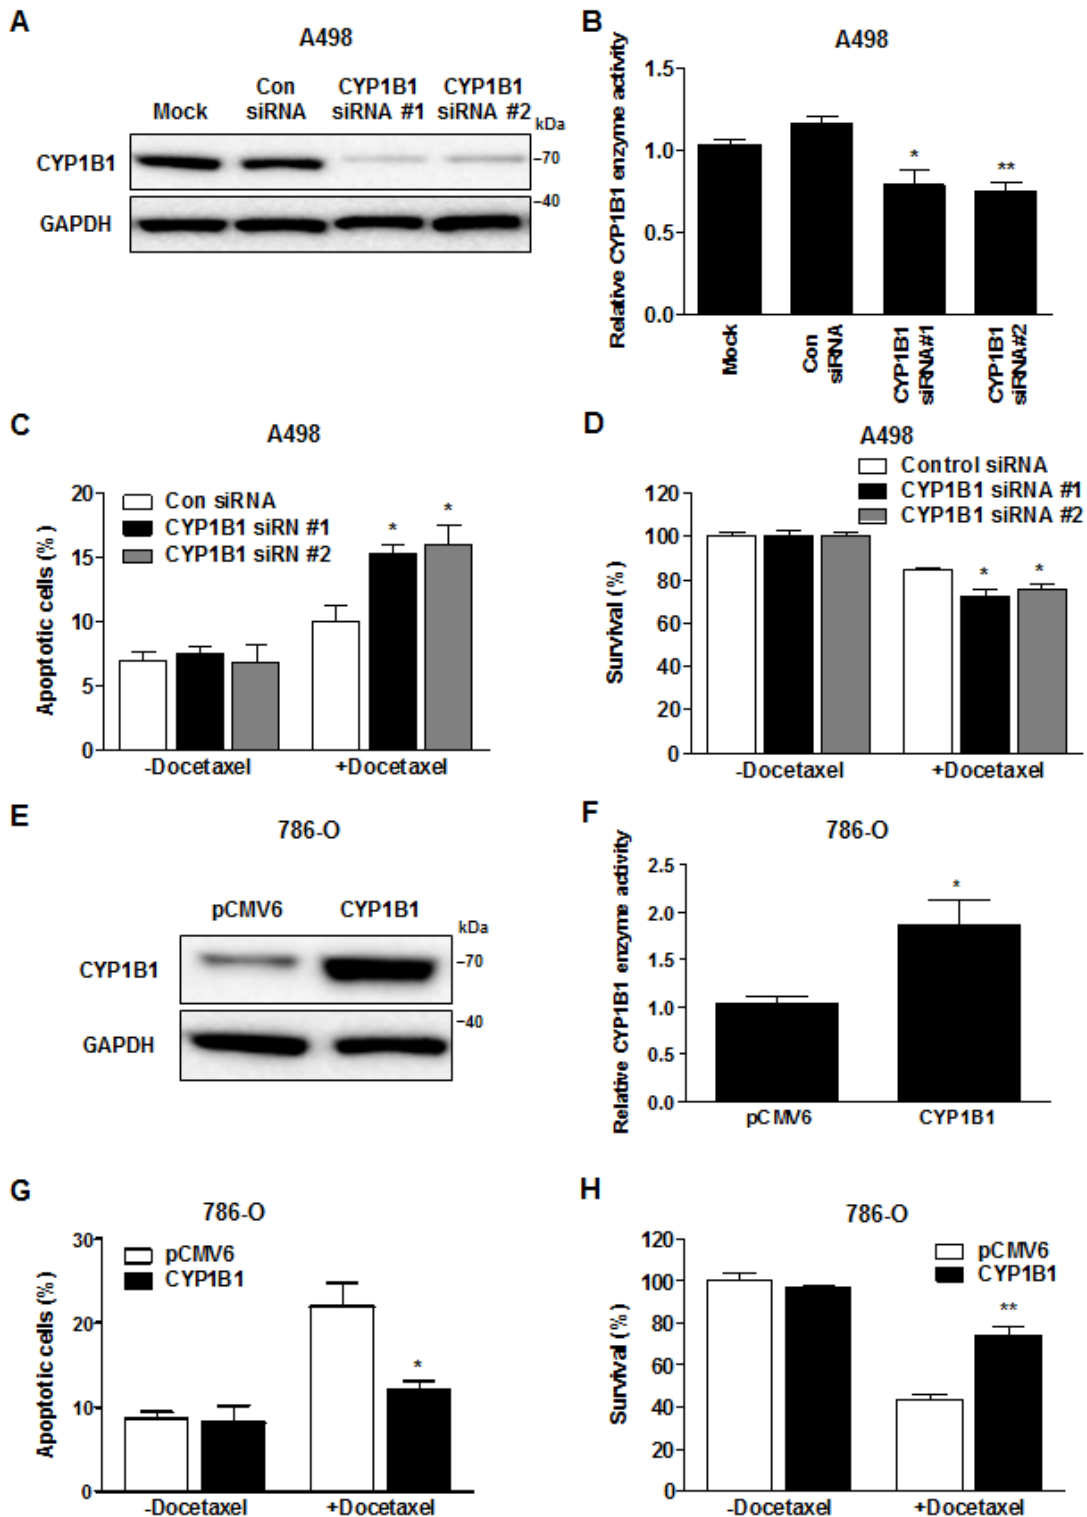 A
A498
Mock
Con
siRNA
CYP1B1
siRNA #1
CYP1B1
siRNA #2
kDa
CYP1B1
–70
–40
GAPDH
B
A498
Relative CYP1B1 enzyme activity
1.5
1.0
0.5
0.0
*
**
Mock
Con
siRNA
CYP1B1
siRNA#1
CYP1B1
siRNA#2
C
A498
Apoptotic cells (%)
20
15
10
5
0
Con siRNA
CYP1B1 siRN #1
CYP1B1 siRN #2
*
*
-Docetaxel
+Docetaxel
D
A498
Control siRNA
CYP1B1 siRNA #1
CYP1B1 siRNA #2
Survival (%)
120
100
80
60
40
20
0
*
*
-Docetaxel
+Docetaxel
E
786-O
pCMV6
CYP1B1
kDa
CYP1B1
–70
–40
GAPDH
F
786-O
Relative CYP1B1 enzyme activity
2.5
2.0
1.5
1.0
0.5
0.0
*
pCMV6
CYP1B1
G
786-O
Apoptotic cells (%)
30
20
10
0
pCMV6
CYP1B1
*
-Docetaxel
+Docetaxel
H
786-O
Survival (%)
120
100
80
60
40
20
0
pCMV6
CYP1B1
**
-Docetaxel
+Docetaxel